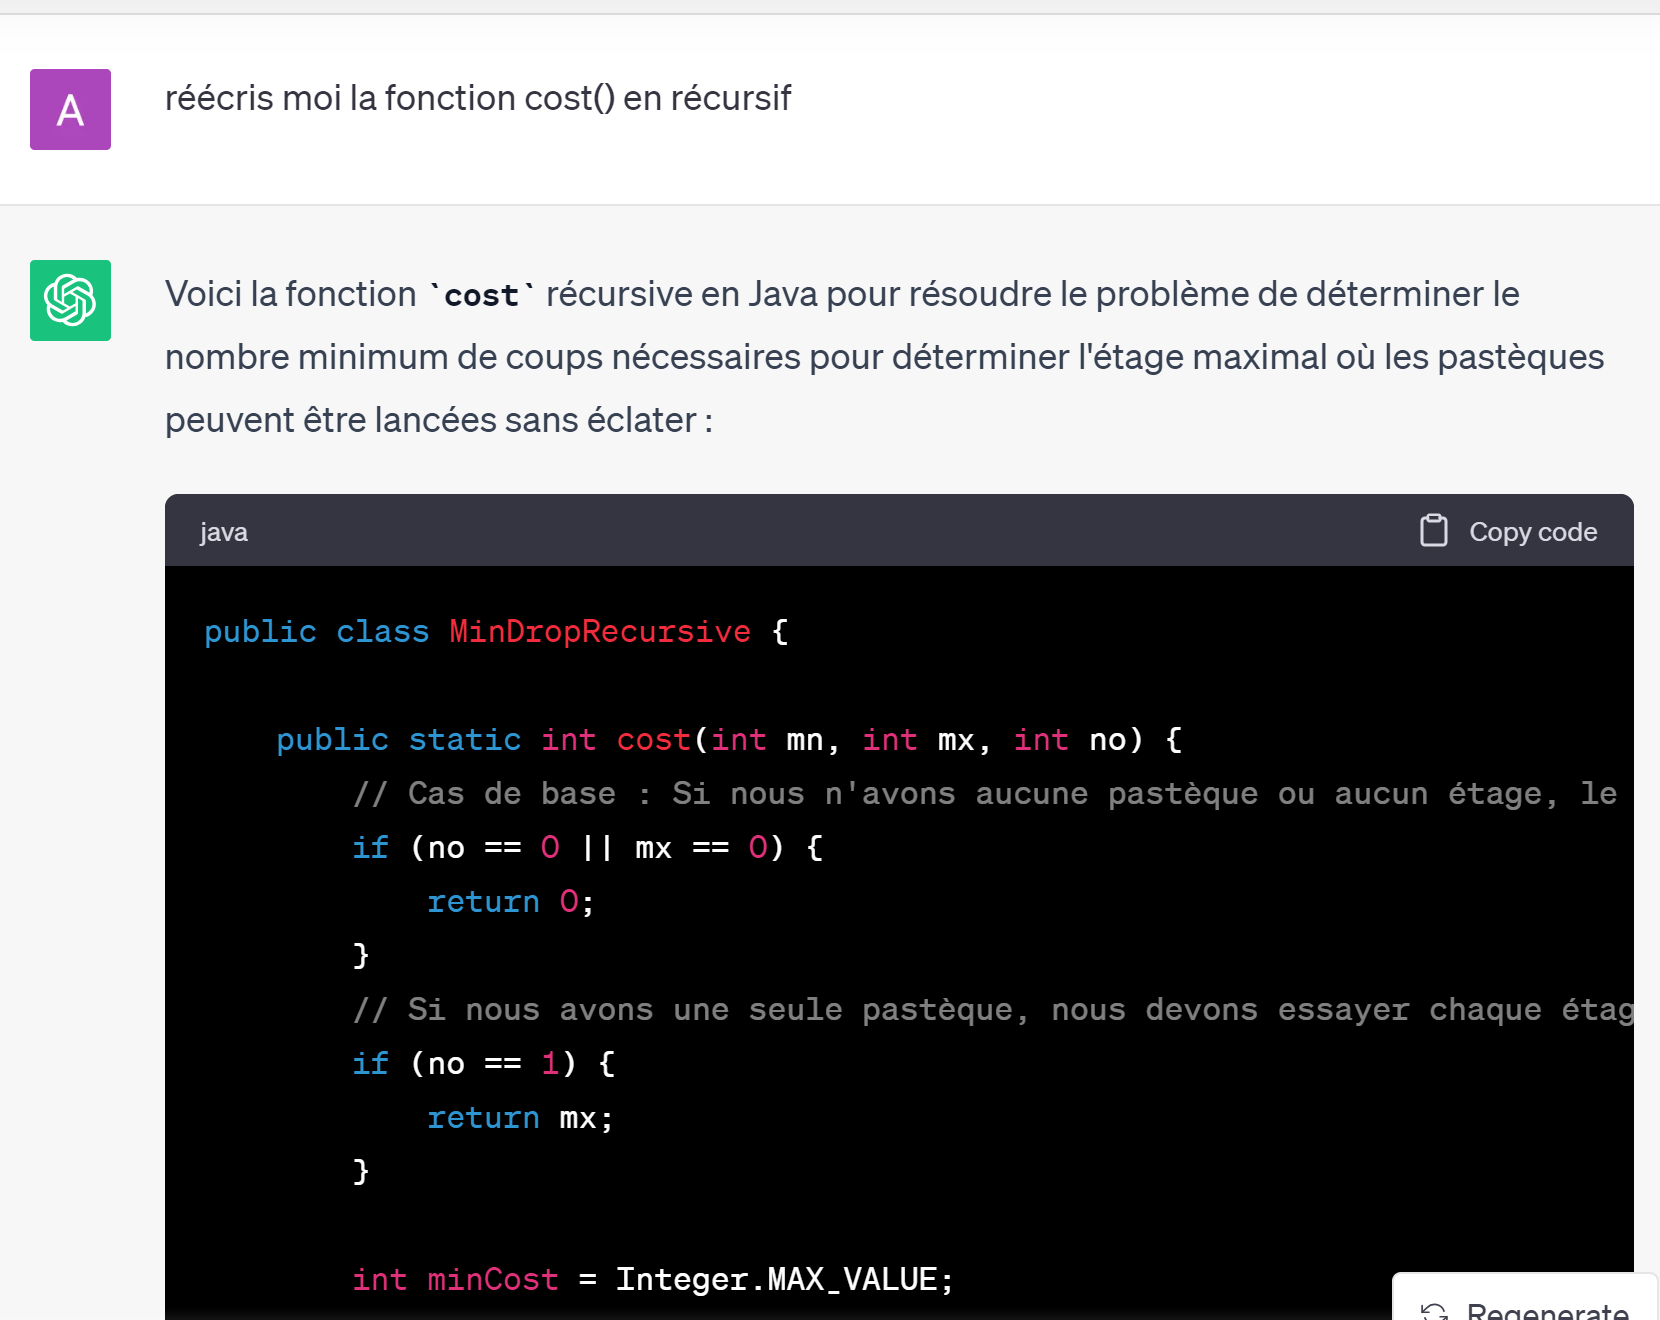 A
réécris moi la fonction cost() en récursif
Voici la fonction `cost` récursive en Java pour résoudre le problème de déterminer le
nombre minimum de coups nécessaires pour déterminer l'étage maximal où les pastèques
peuvent être lancées sans éclater :
java
Copy code
public class MinDropRecursive {
public static int cost(int mn, int mx, int no) {
// Cas de base : Si nous n'avons aucune pastèque ou aucun étage, le
if (no == 0 || mx == 0) {
return 0;
}
// Si nous avons une seule pastèque, nous devons essayer chaque étag
if (no == 1) {
return mx;
}
int minCost = Integer.MAX_VALUE;
Regenerate